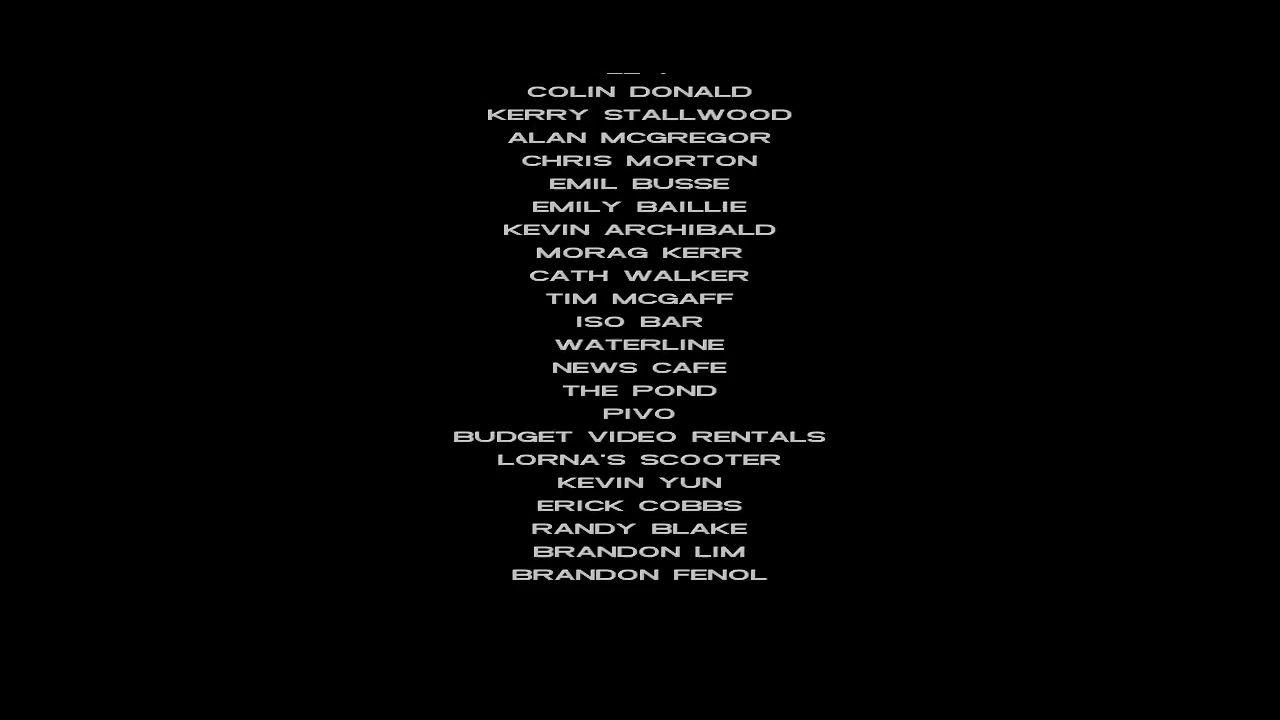 COLIN DONALD
KERRY STALLWOOD
ALAN MCGREGOR
CHRIS MORTON
EMIL BUSSE
EMILY BAILLIE
KEVIN ARCHIBALD
MORAG KERR
CATH WALKER
TIM MCGAFF
ISO BAR
WATERLINE
NEWS CAFE
THE POND
PIVO
BUDGET VIDEO RENTALS
LORNA'S SCOOTER
KEVIN YUN
ERICK COBBS
RANDY BLAKE
BRANDON LIM
BRANDON FENOL